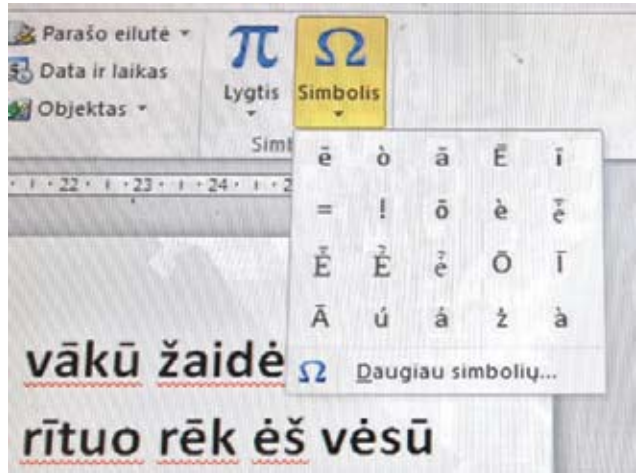 Parašo eilutė
Data ir laikas
Objektas
Lygtis
Simbolis
· 22 · 23 · 24 ·
ē ò ā Ē ī
= ! ō è
Ō Ī
Ā ú á ż à
Daugiau simbolių...
vākū žaidė
rītuo rēk ėš vėsū